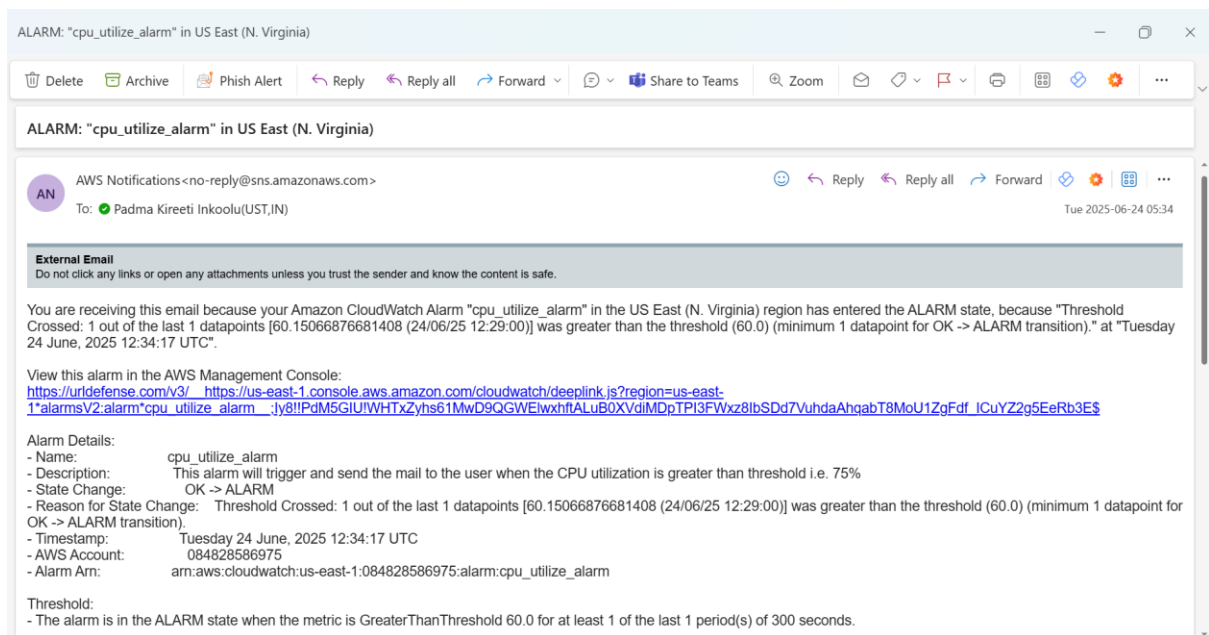 ALARM: "cpu_utilize_alarm" in US East (N. Virginia)
Delete Archive Phish Alert Reply Reply all Forward Share to Teams Zoom
ALARM: "cpu_utilize_alarm" in US East (N. Virginia)
AN
AWS Notifications<no-reply@sns.amazonaws.com>
Reply Reply all Forward
To: Padma Kireeti Inkoolu(UST,IN)
Tue 2025-06-24 05:34
External Email
Do not click any links or open any attachments unless you trust the sender and know the content is safe.
You are receiving this email because your Amazon CloudWatch Alarm "cpu_utilize_alarm" in the US East (N. Virginia) region has entered the ALARM state, because "Threshold
Crossed: 1 out of the last 1 datapoints [60.15066876681408 (24/06/25 12:29:00)] was greater than the threshold (60.0) (minimum 1 datapoint for OK -> ALARM transition)." at "Tuesday
24 June, 2025 12:34:17 UTC".
View this alarm in the AWS Management Console:
https://urldefense.com/v3/__https://us-east-1.console.aws.amazon.com/cloudwatch/deeplink.js?region=us-east-
1*alarmsV2:alarm*cpu_utilize_alarm__;Iy8!!PdM5GIU!WHTxZyhs61MwD9QGWElwxhftALuB0XVdiMDpTPI3FWxz8IbSDd7VuhdaAhqabT8MoU1ZgFdf_ICuYZ2g5EeRb3E$
Alarm Details:
- Name: cpu_utilize_alarm
- Description: This alarm will trigger and send the mail to the user when the CPU utilization is greater than threshold i.e. 75%
- State Change: OK -> ALARM
- Reason for State Change: Threshold Crossed: 1 out of the last 1 datapoints [60.15066876681408 (24/06/25 12:29:00)] was greater than the threshold (60.0) (minimum 1 datapoint for
OK -> ALARM transition).
- Timestamp: Tuesday 24 June, 2025 12:34:17 UTC
- AWS Account: 084828586975
- Alarm Arn: arn:aws:cloudwatch:us-east-1:084828586975:alarm:cpu_utilize_alarm
Threshold:
- The alarm is in the ALARM state when the metric is GreaterThanThreshold 60.0 for at least 1 of the last 1 period(s) of 300 seconds.